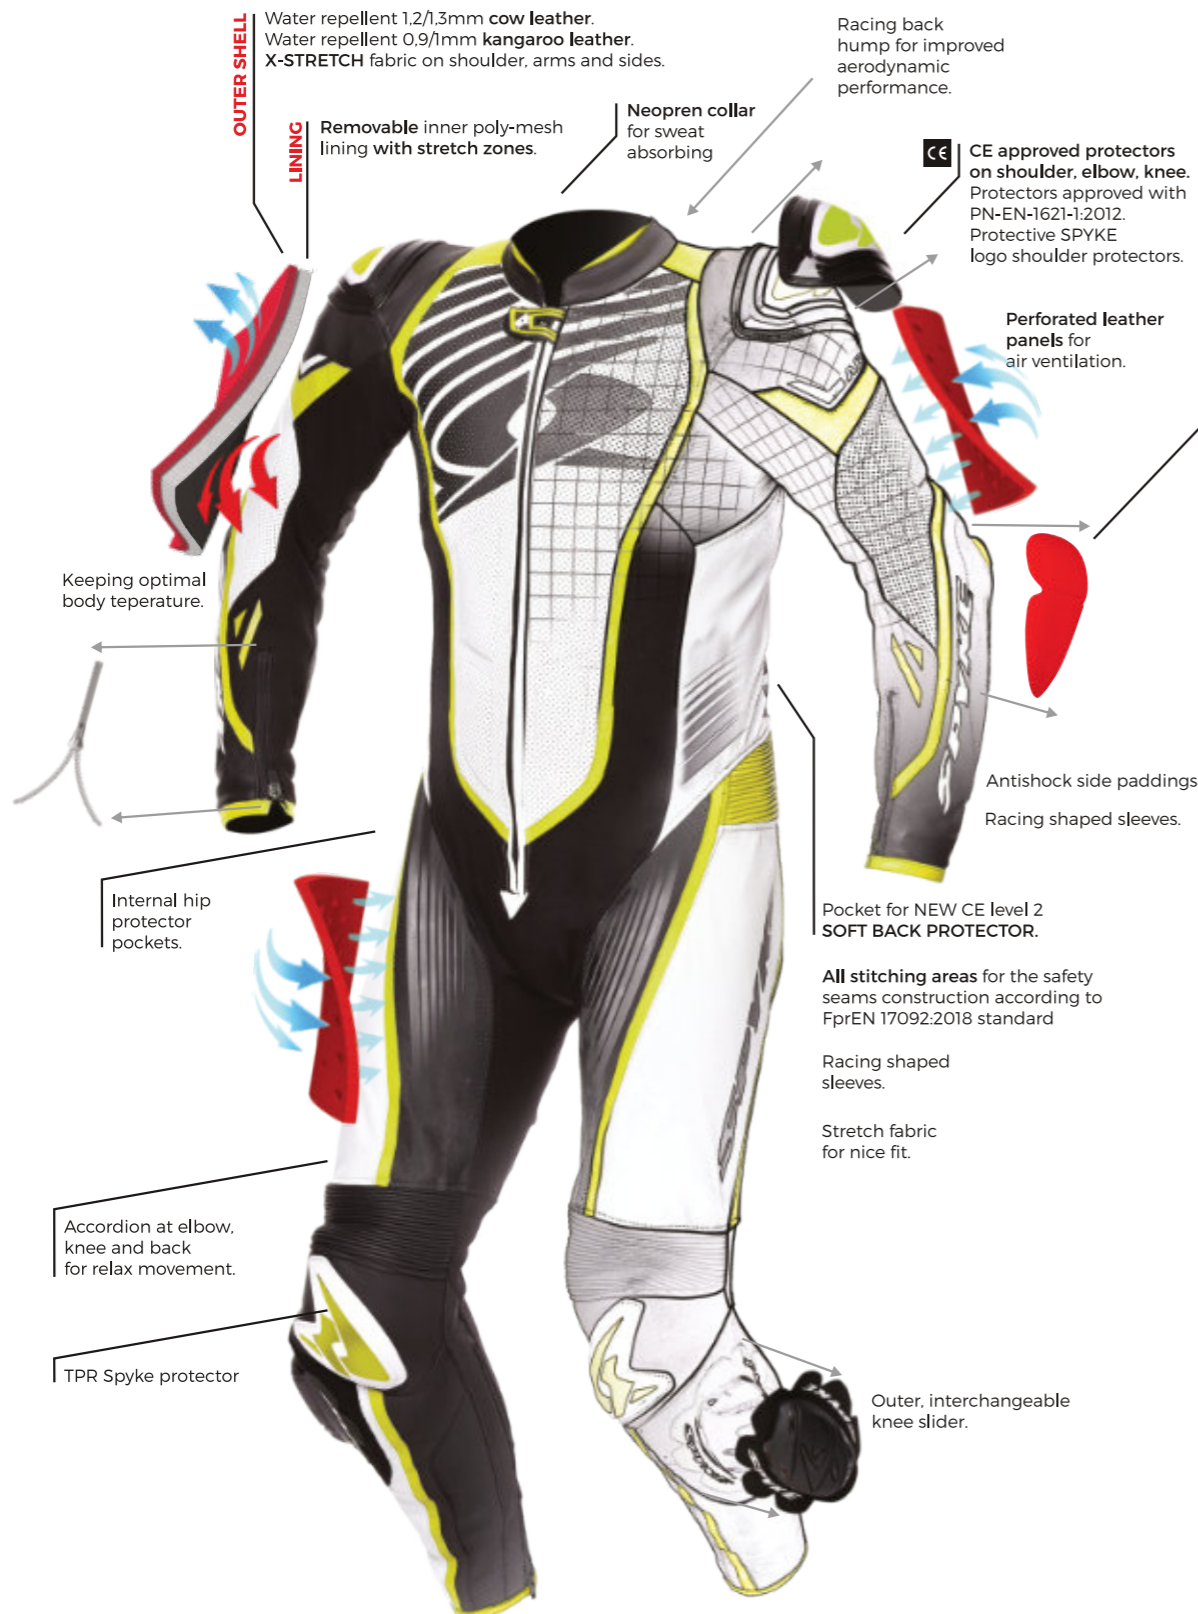 OUTER SHELL
Water repellent 1,2/1,3mm cow leather.
Water repellent 0,9/1mm kangaroo leather.
X-STRETCH fabric on shoulder, arms and sides.
LINING
Removable inner poly-mesh
lining with stretch zones.
Neopren collar
for sweat
absorbing
Racing back
hump for improved
aerodynamic
performance.
CE
CE approved protectors
on shoulder, elbow, knee.
Protectors approved with
PN-EN-1621-1:2012.
Protective SPYKE
logo shoulder protectors.
Perforated leather
panels for
air ventilation.
Keeping optimal
body teperature.
SPYKE
Antishock side paddings
Racing shaped sleeves.
Internal hip
protector
pockets.
Pocket for NEW CE level 2
SOFT BACK PROTECTOR.
All stitching areas for the safety
seams construction according to
FprEN 17092:2018 standard
Racing shaped
sleeves.
Stretch fabric
for nice fit.
Accordion at elbow,
knee and back
for relax movement.
TPR Spyke protector
Outer, interchangeable
knee slider.